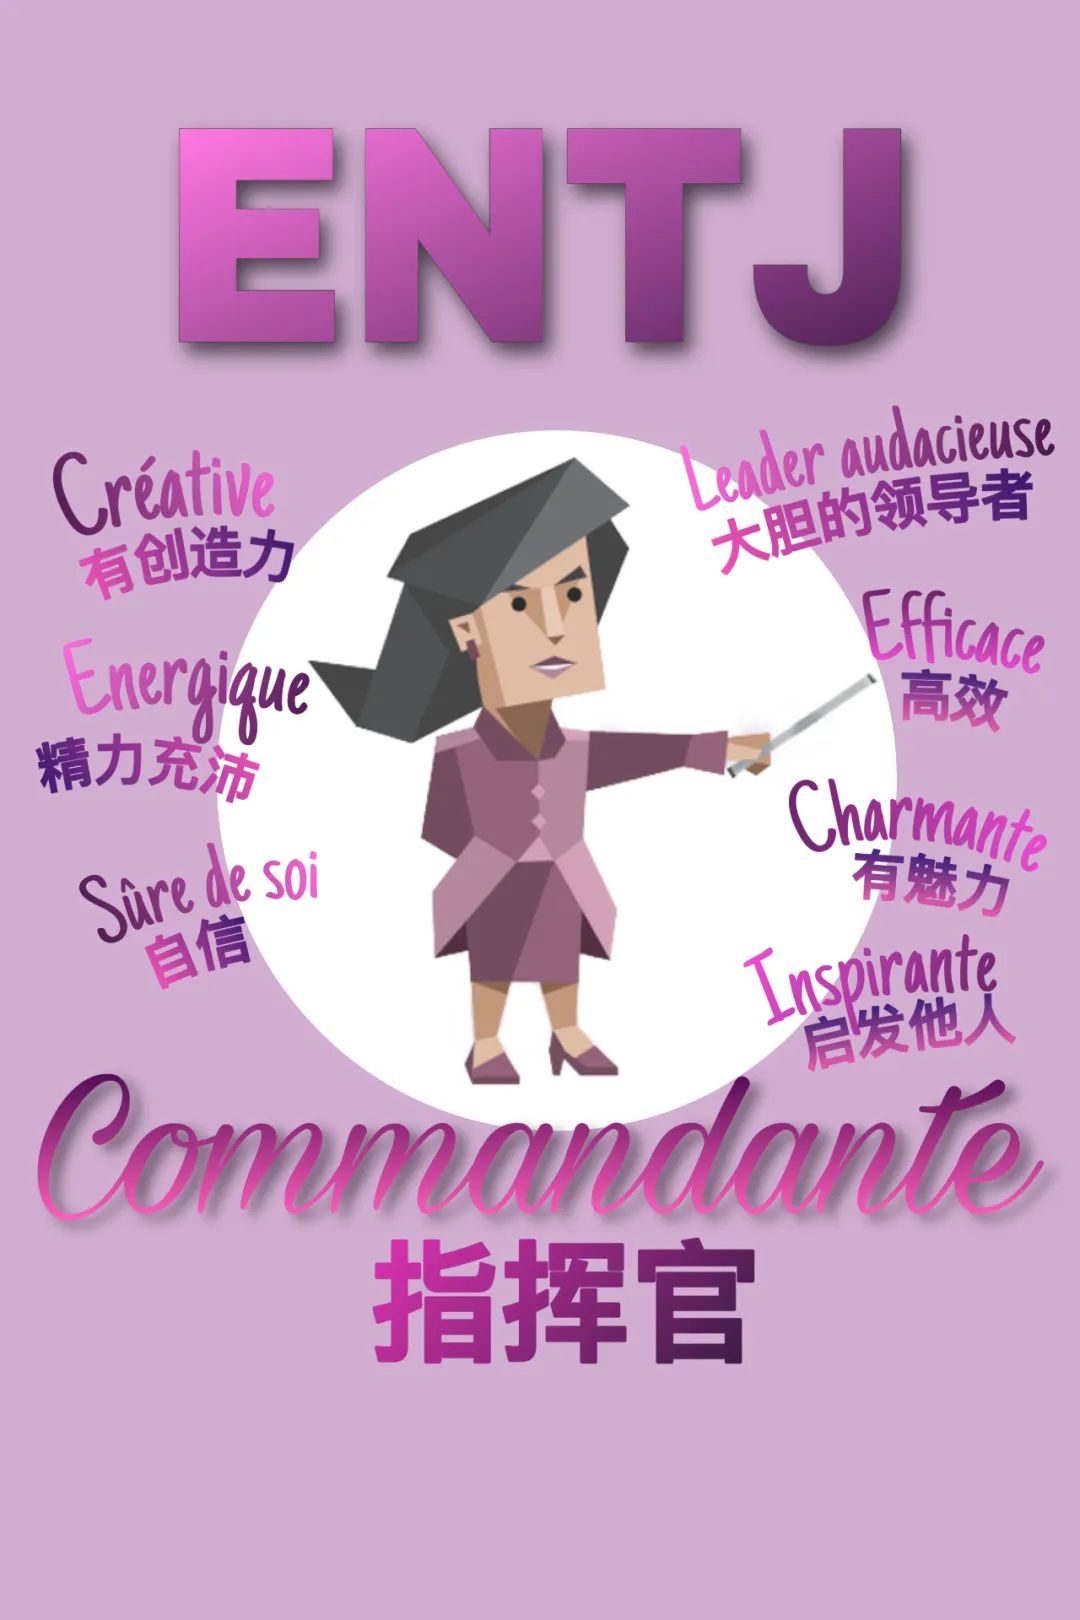 ENTJ
Créative
有创造力
Energique
精力充沛
Sûre de soi
自信
Leader audacieuse
大胆的领导者
Efficace
高效
Charmante
有魅力
Inspirante
启发他人
Commandante
指挥官